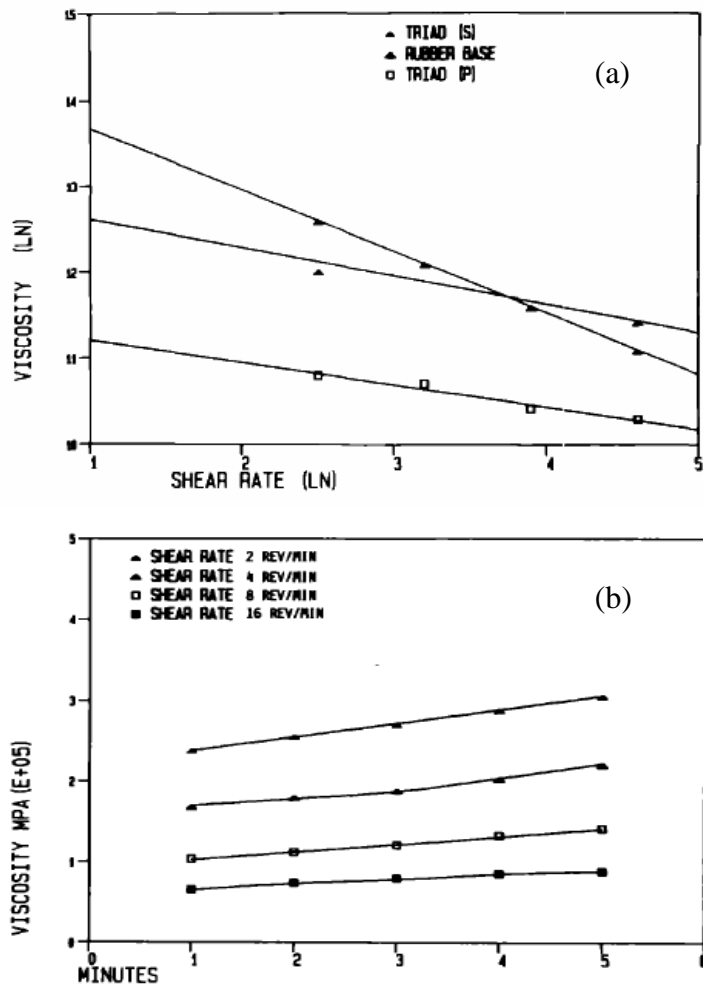 15
14
13
12
11
10
VISCOSITY (LN)
TRIAD (S)
RUBBER BASE
TRIAD (P)
(a)
1 2 3 4 5
SHEAR RATE (LN)
5
4
3
2
1
0
VISCOSITY MPA (E+05)
SHEAR RATE 2 REV/MIN
SHEAR RATE 4 REV/MIN
SHEAR RATE 8 REV/MIN
SHEAR RATE 16 REV/MIN
(b)
0 1 2 3 4 5 6
MINUTES